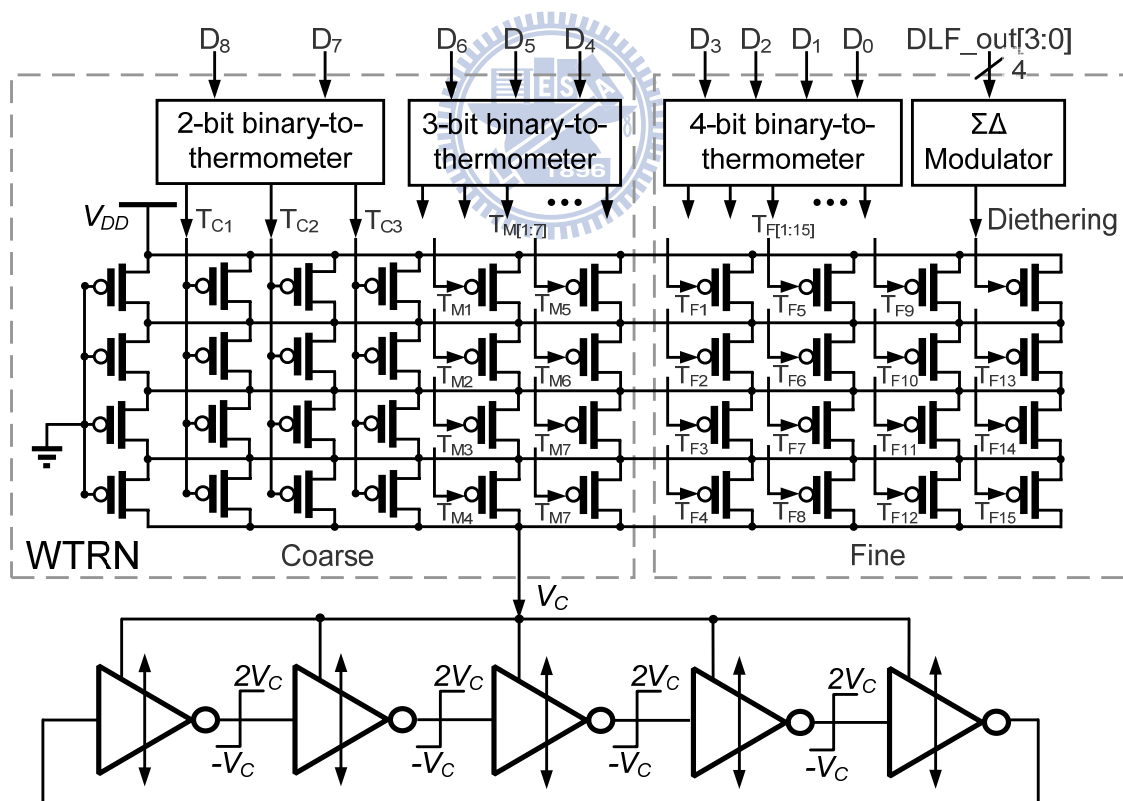 D8 D7 D6 D5 D4 D3 D2 D1 D0 DLF_out[3:0]
4
2-bit binary-to-
thermometer
3-bit binary-to-
thermometer
4-bit binary-to-
thermometer
ΣΔ
Modulator
ESA
1896
VDD TC1 TC2 TC3 TM[1:7] TF[1:15] Diethering
TM1 TM5 TF1 TF5 TF9
TM2 TM6 TF2 TF6 TF10 TF13
TM3 TM7 TF3 TF7 TF11 TF14
TM4 TM7 TF4 TF8 TF12 TF15
WTRN Coarse Fine
VC
2VC 2VC 2VC 2VC
-VC -VC -VC -VC